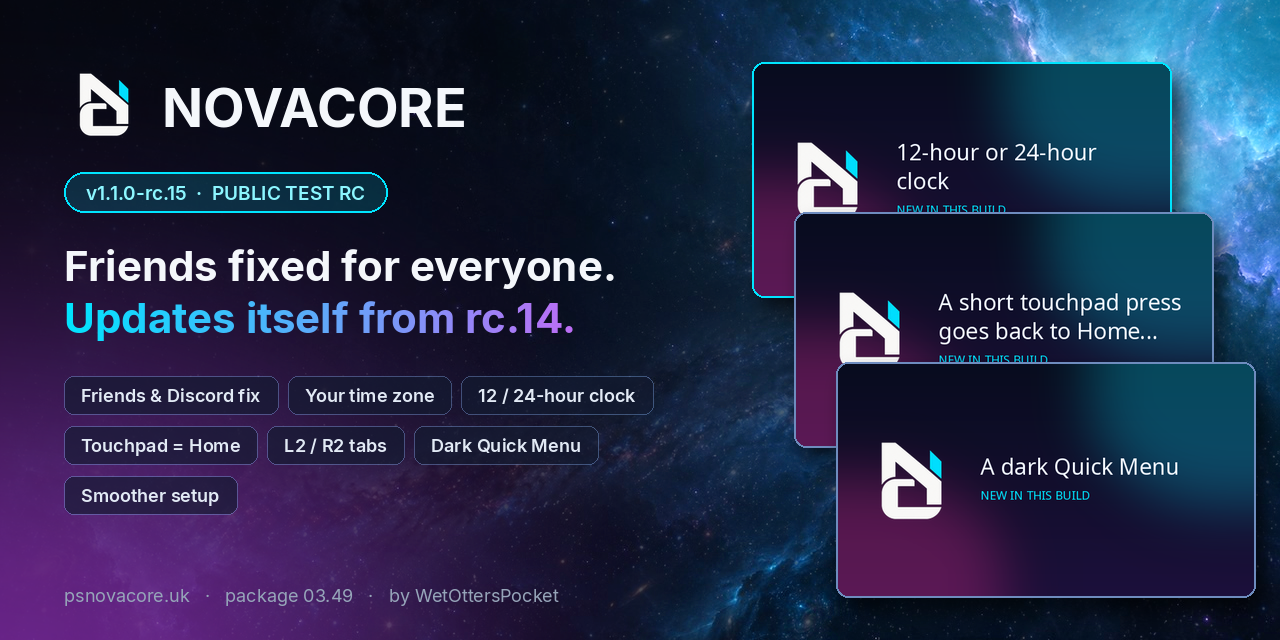 NOVACORE
v1.1.0-rc.15 · PUBLIC TEST RC
Friends fixed for everyone.
Updates itself from rc.14.
Friends & Discord fix
Your time zone
12 / 24-hour clock
Touchpad = Home
L2 / R2 tabs
Dark Quick Menu
Smoother setup
psnovacore.uk · package 03.49 · by WetOttersPocket
12-hour or 24-hour
clock
NEW IN THIS BUILD
A short touchpad press
goes back to Home...
NEW IN THIS BUILD
A dark Quick Menu
NEW IN THIS BUILD